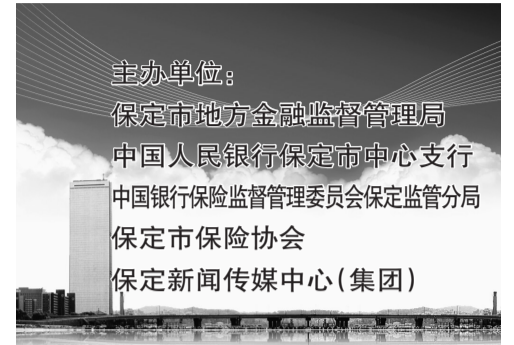 主办单位：
保定市地方金融监督管理局
中国人民银行保定市中心支行
中国银行保险监督管理委员会保定监管分局
保定市保险协会
保定新闻传媒中心(集团)